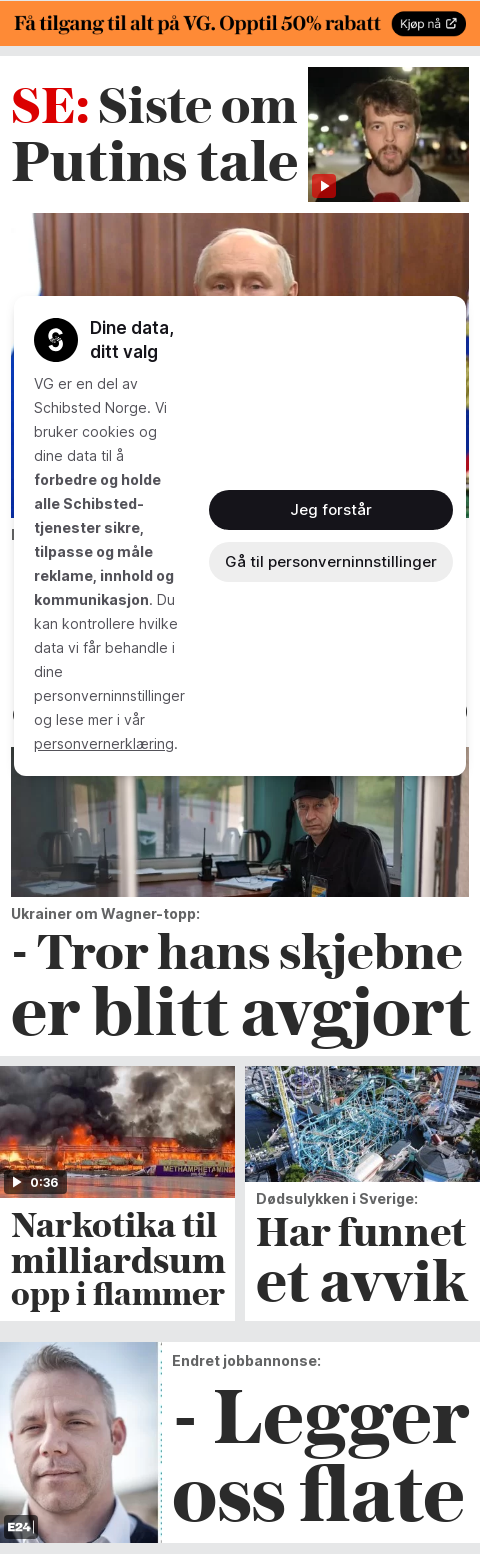 Få tilgang til alt på VG. Opptil 50% rabatt
Kjøp nå
SE: Siste om
Putins tale
Dine data,
ditt valg
VG er en del av
Schibsted Norge. Vi
bruker cookies og
dine data til å
forbedre og holde
alle Schibsted-
tjenester sikre,
tilpasse og måle
reklame, innhold og
kommunikasjon. Du
kan kontrollere hvilke
data vi får behandle i
dine
personverninnstillinger
og lese mer i vår
personvernerklæring.
Jeg forstår
Gå til personverninnstillinger
Ukrainer om Wagner-topp:
- Tror hans skjebne
er blitt avgjort
METHAMPHETAMINE
0:36
Narkotika til
milliardsum
opp i flammer
Dødsulykken i Sverige:
Har funnet
et avvik
Endret jobbannonse:
- Legger
oss flate
E24